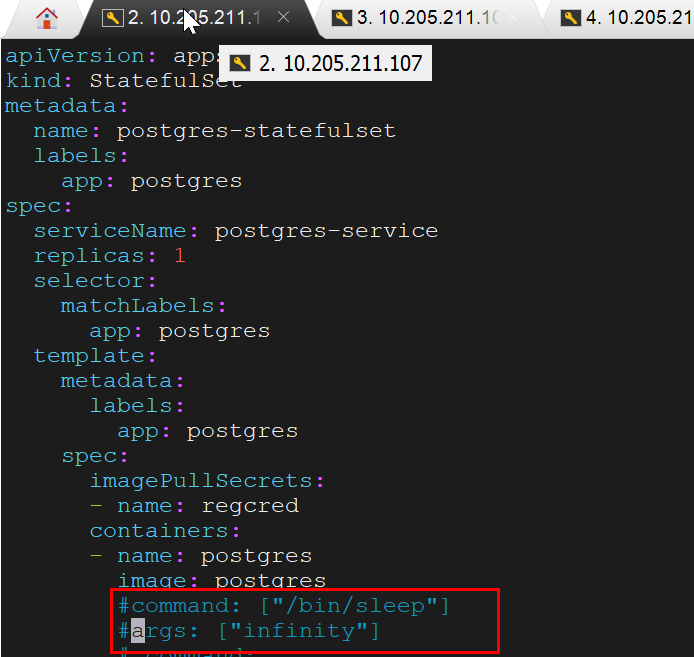 2. 10.205.211.1
3. 10.205.211.10
4. 10.205.21
2. 10.205.211.107
apiVersion: apps
kind: StatefulSet
metadata:
  name: postgres-statefulset
  labels:
    app: postgres
spec:
  serviceName: postgres-service
  replicas: 1
  selector:
    matchLabels:
      app: postgres
  template:
    metadata:
      labels:
        app: postgres
    spec:
      imagePullSecrets:
      - name: regcred
      containers:
      - name: postgres
        image: postgres
        #command: ["/bin/sleep"]
        #args: ["infinity"]
        # command: